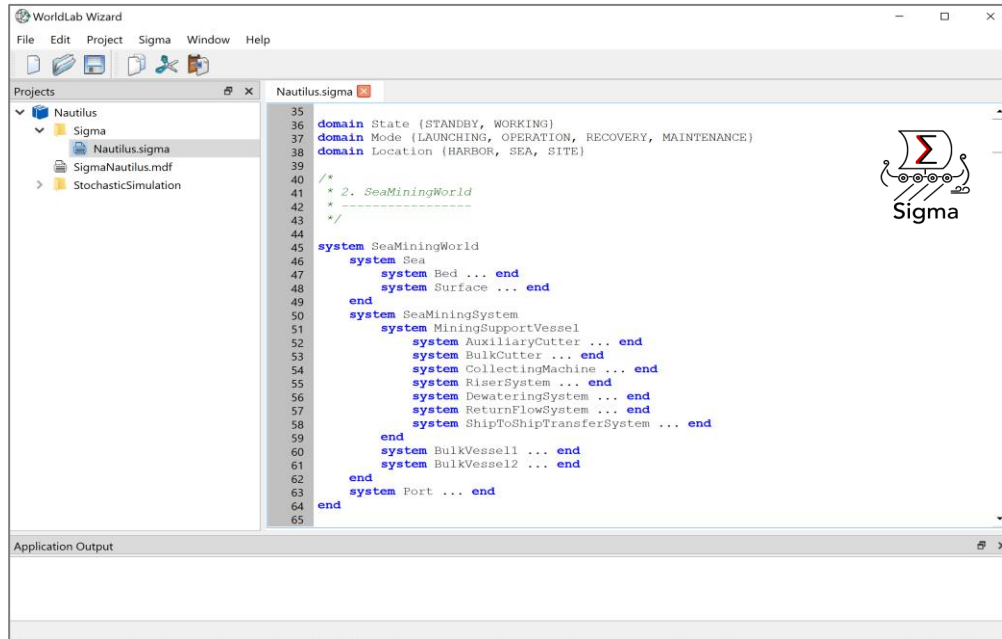 WorldLab Wizard
File Edit Project Sigma Window Help
Projects
Nautilus.sigma
Nautilus
Sigma
Nautilus.sigma
SigmaNautilus.mdf
StochasticSimulation
35
36 domain State {STANDBY, WORKING}
37 domain Mode {LAUNCHING, OPERATION, RECOVERY, MAINTENANCE}
38 domain Location {HARBOR, SEA, SITE}
39
40 /*
41 * 2. SeaMiningWorld
42 * -----------------
43 */
44
45 system SeaMiningWorld
46 system Sea
47 system Bed ... end
48 system Surface ... end
49 end
50 system SeaMiningSystem
51 system MiningSupportVessel
52 system AuxiliaryCutter ... end
53 system BulkCutter ... end
54 system CollectingMachine ... end
55 system RiserSystem ... end
56 system DewateringSystem ... end
57 system ReturnFlowSystem ... end
58 system ShipToShipTransferSystem ... end
59 end
60 system BulkVessel1 ... end
61 system BulkVessel2 ... end
62 end
63 system Port ... end
64 end
65
Σ
Sigma
Application Output